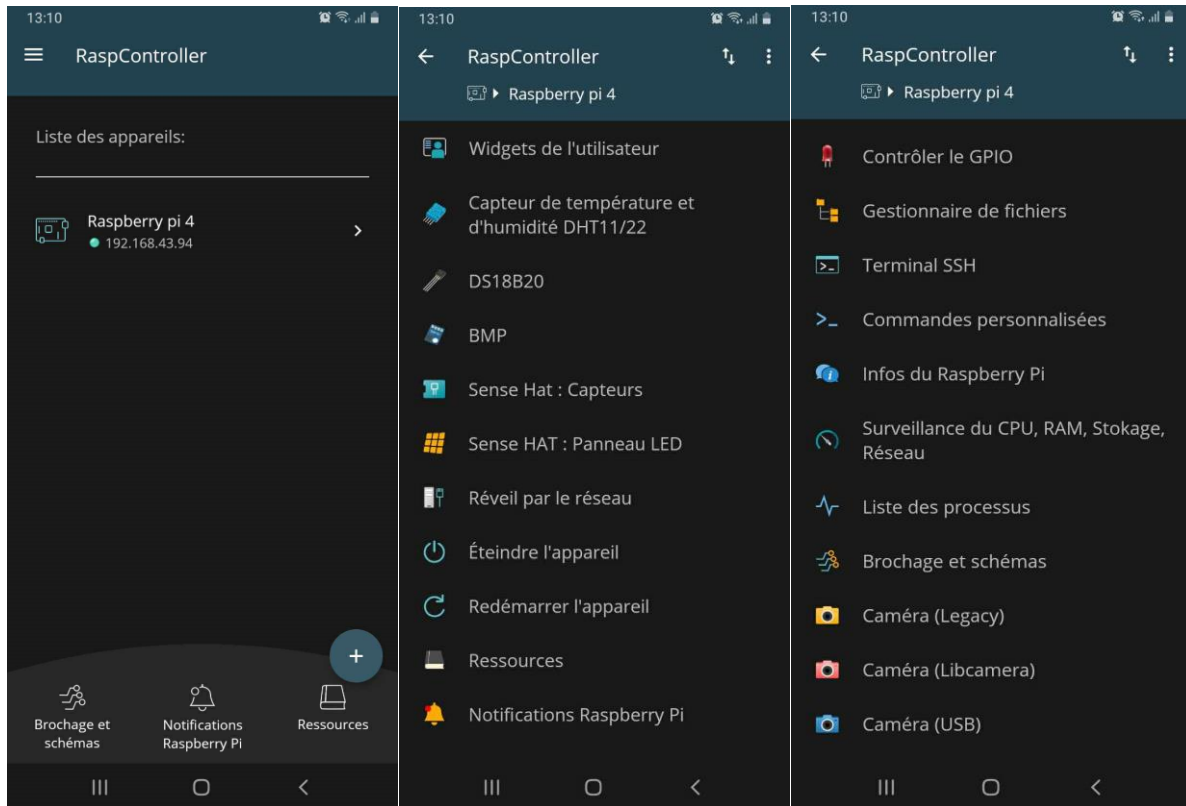 13:10
RaspController
Liste des appareils:
Raspberry pi 4
192.168.43.94
+
Brochage et
schémas
Notifications
Raspberry Pi
Ressources
13:10
RaspController
Raspberry pi 4
Widgets de l'utilisateur
Capteur de température et
d'humidité DHT11/22
DS18B20
BMP
Sense Hat : Capteurs
Sense HAT : Panneau LED
Réveil par le réseau
Éteindre l'appareil
Redémarrer l'appareil
Ressources
Notifications Raspberry Pi
13:10
RaspController
Raspberry pi 4
Contrôler le GPIO
Gestionnaire de fichiers
Terminal SSH
Commandes personnalisées
Infos du Raspberry Pi
Surveillance du CPU, RAM, Stokage,
Réseau
Liste des processus
Brochage et schémas
Caméra (Legacy)
Caméra (Libcamera)
Caméra (USB)